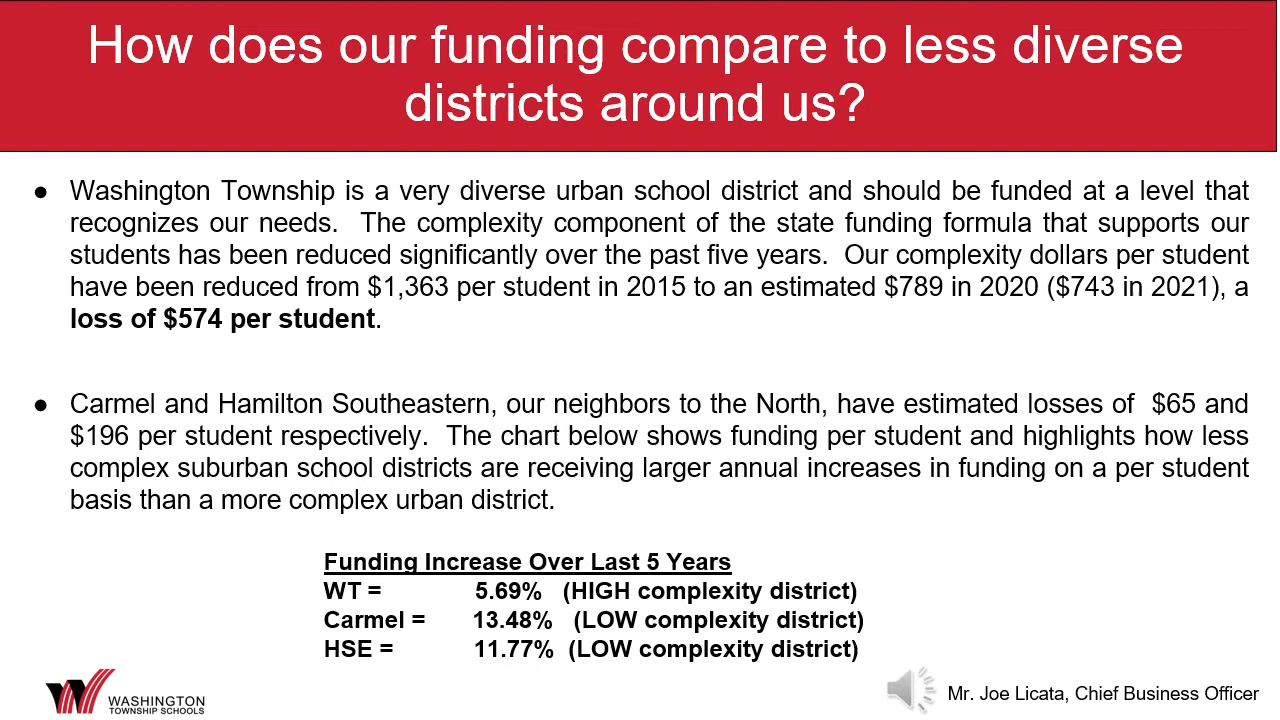 How does our funding compare to less diverse
districts around us?
● Washington Township is a very diverse urban school district and should be funded at a level that
recognizes our needs.  The complexity component of the state funding formula that supports our
students has been reduced significantly over the past five years.  Our complexity dollars per student
have been reduced from $1,363 per student in 2015 to an estimated $789 in 2020 ($743 in 2021), a
loss of $574 per student.
● Carmel and Hamilton Southeastern, our neighbors to the North, have estimated losses of  $65 and
$196 per student respectively.  The chart below shows funding per student and highlights how less
complex suburban school districts are receiving larger annual increases in funding on a per student
basis than a more complex urban district.
Funding Increase Over Last 5 Years
WT = 5.69% (HIGH complexity district)
Carmel = 13.48% (LOW complexity district)
HSE = 11.77% (LOW complexity district)
WASHINGTON
TOWNSHIP SCHOOLS
Mr. Joe Licata, Chief Business Officer